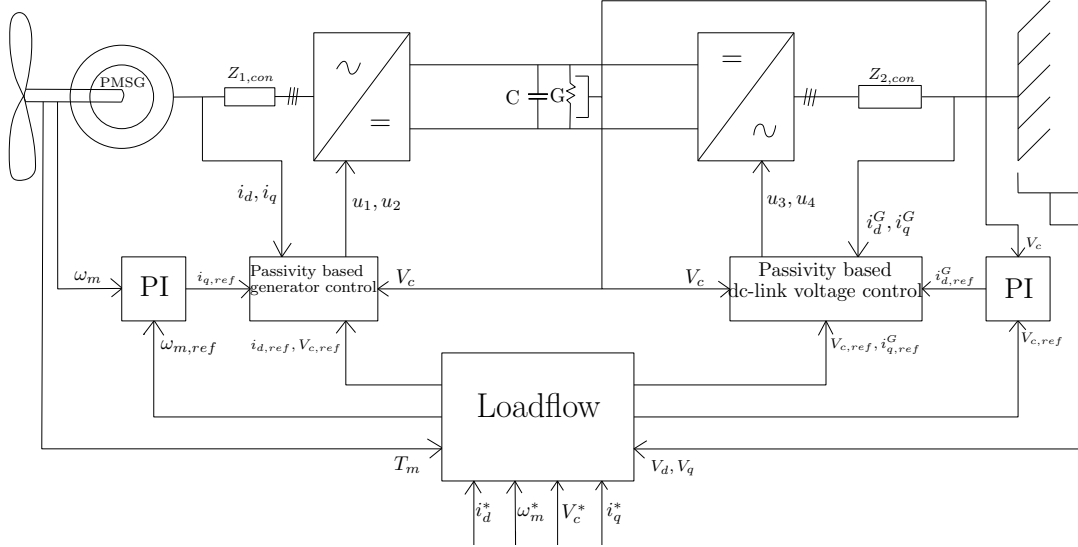 PMSG
Z_{1,con}
C
G
Z_{2,con}
i_d, i_q
u_1, u_2
u_3, u_4
i_d^G, i_q^G
V_c
ω_m
PI
i_{q,ref}
Passivity based
generator control
V_c
V_c
Passivity based
dc-link voltage control
i_{d,ref}^G
PI
ω_{m,ref}
i_{d,ref}, V_{c,ref}
V_{c,ref}, i_{q,ref}^G
V_{c,ref}
Loadflow
T_m
V_d, V_q
i_d^*
ω_m^*
V_c^*
i_q^*